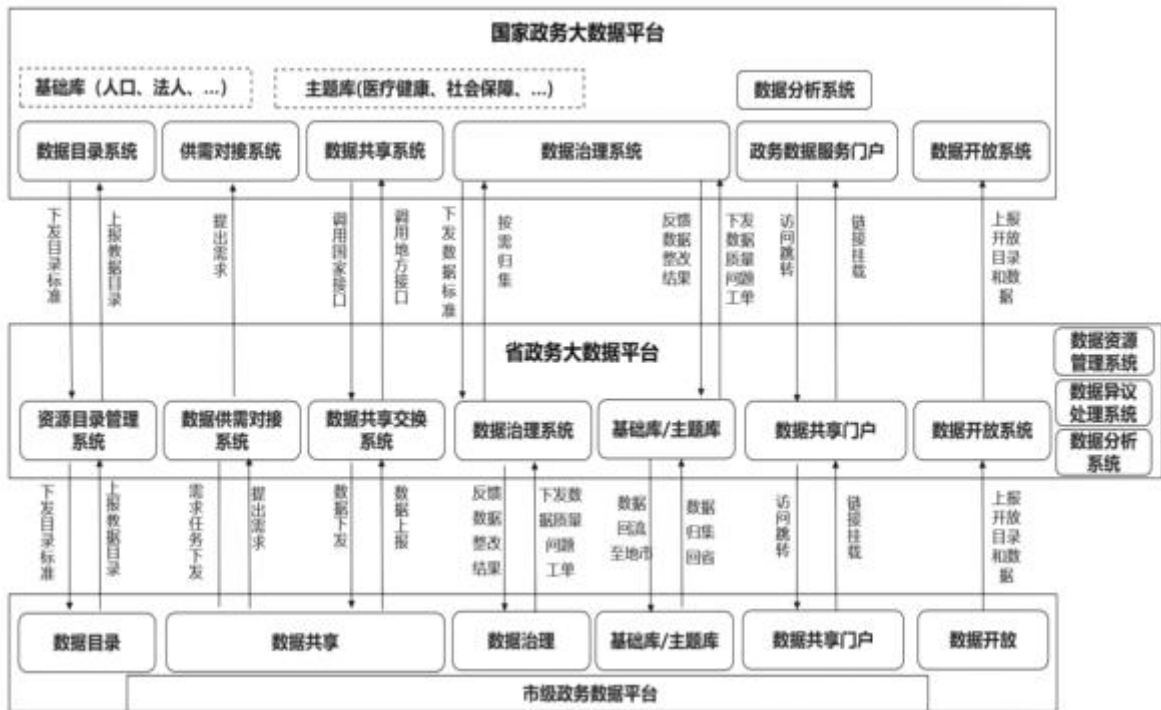 国家政务大数据平台
基础库（人口、法人、...）
主题库(医疗健康、社会保障、...)
数据分析系统
数据目录系统
供需对接系统
数据共享系统
数据治理系统
政务数据服务门户
数据开放系统
下发目录标准
上报数据目录
提出需求
调用国家接口
调用地方接口
下发数据标准
按需归集
反馈
数据
整改
结果
下发
数据
质量
问题
工单
访问跳转
链接挂载
上报
开放
目录
和数
据
省政务大数据平台
数据资源
管理系统
数据异议
处理系统
数据分析
系统
资源目录管理
系统
数据供需对接
系统
数据共享交换
系统
数据治理系统
基础库/主题库
数据共享门户
数据开放系统
下发目录标准
上报数据目录
需求任务下发
提出需求
数据下发
数据上报
反馈
数据
整改
结果
下发数
据质量
问题
工单
数据
回流
至地市
数据
归集
回省
访问跳转
链接挂载
上报
开放
目录
和数
据
数据目录
数据共享
数据治理
基础库/主题库
数据共享门户
数据开放
市级政务数据平台